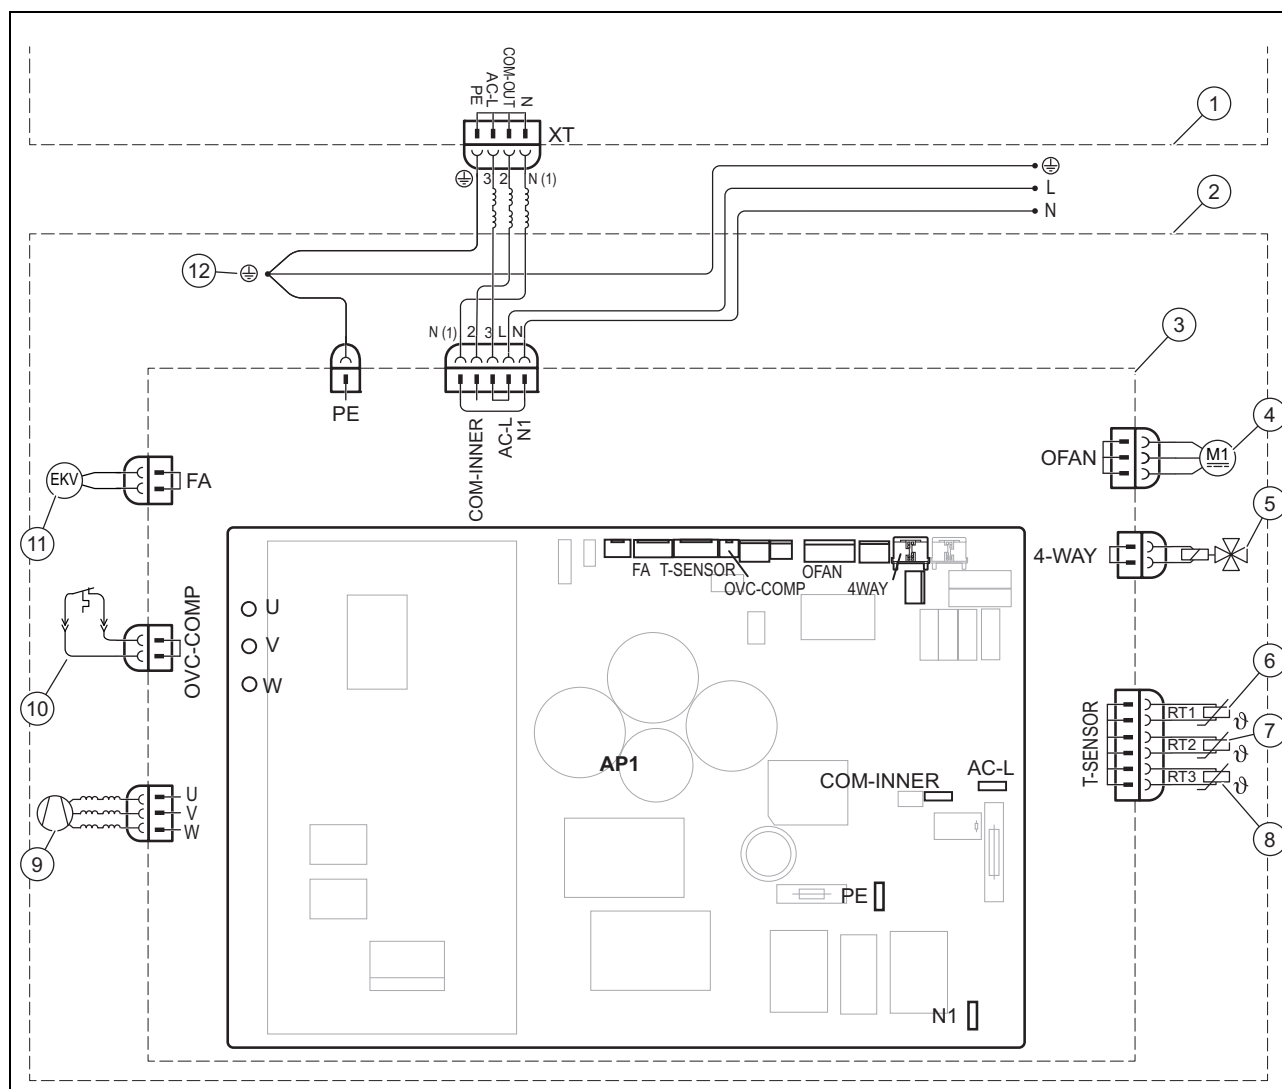 PE
AC-L
COM-OUT
N
XT
1
3 2 N (1)
L
N
2
12
N (1) 2 3 L N
3
PE
COM-INNER
AC-L
N1
OFAN
M1
4
EKV
FA
11
4-WAY
5
FA T-SENSOR
OVC-COMP
OFAN
4WAY
OVC-COMP
10
U
V
W
T-SENSOR
RT1
ϑ
6
RT2
ϑ
7
RT3
ϑ
8
AP1
COM-INNER
AC-L
U
V
W
9
PE
N1